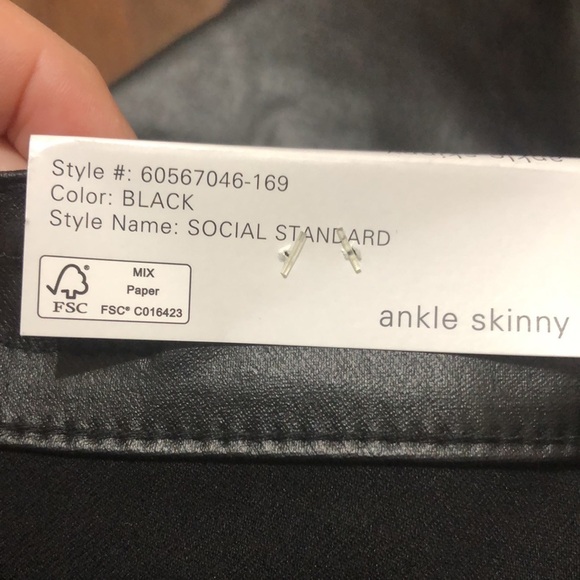 Style #: 60567046-169
Color: BLACK
Style Name: SOCIAL STANDARD
MIX
Paper
FSC
FSC® C016423
ankle skinny